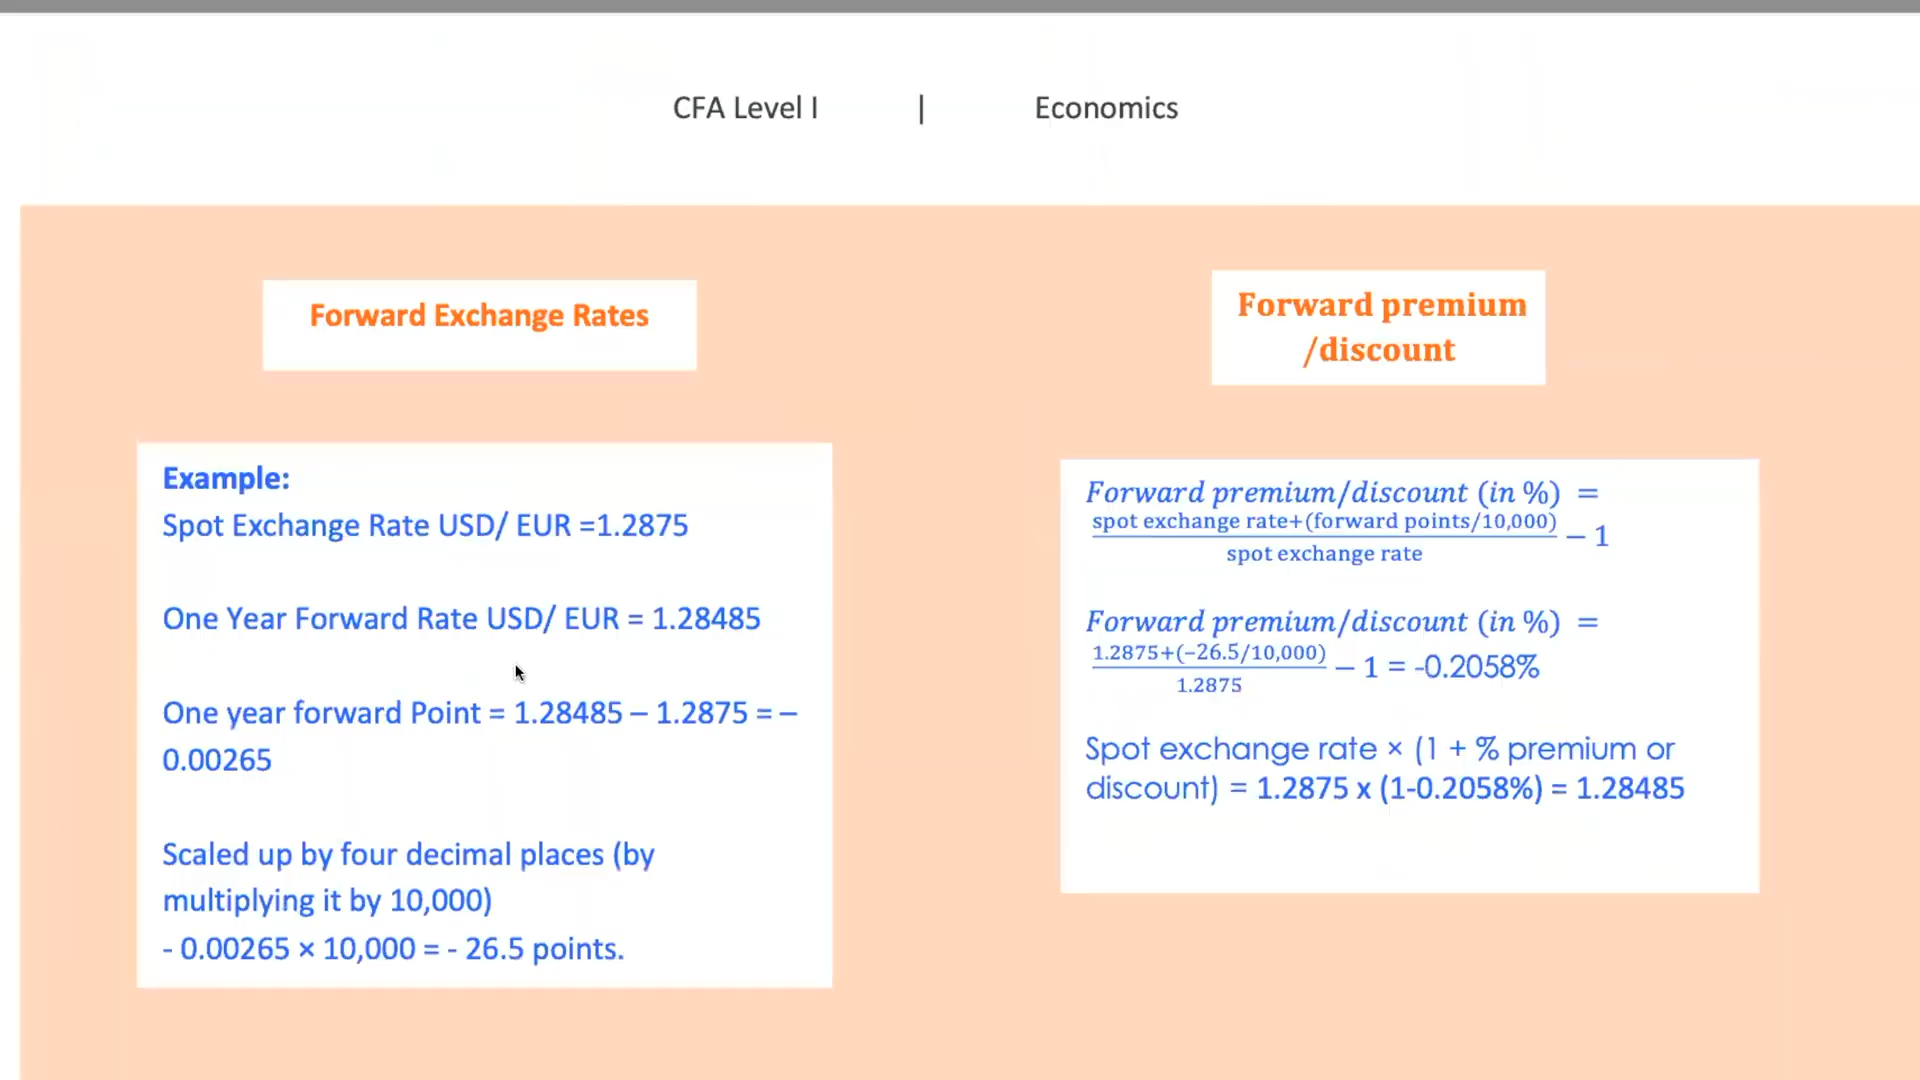 CFA Level I | Economics
Forward Exchange Rates
Example:
Spot Exchange Rate USD/ EUR =1.2875
One Year Forward Rate USD/ EUR = 1.28485
One year forward Point = 1.28485 – 1.2875 = –
0.00265
Scaled up by four decimal places (by
multiplying it by 10,000)
- 0.00265 × 10,000 = - 26.5 points.
Forward premium
/discount
Forward premium/discount (in %) =
spot exchange rate+(forward points/10,000)
spot exchange rate
− 1
Forward premium/discount (in %) =
1.2875+(−26.5/10,000)
1.2875
− 1 = -0.2058%
Spot exchange rate × (1 + % premium or
discount) = 1.2875 x (1-0.2058%) = 1.28485